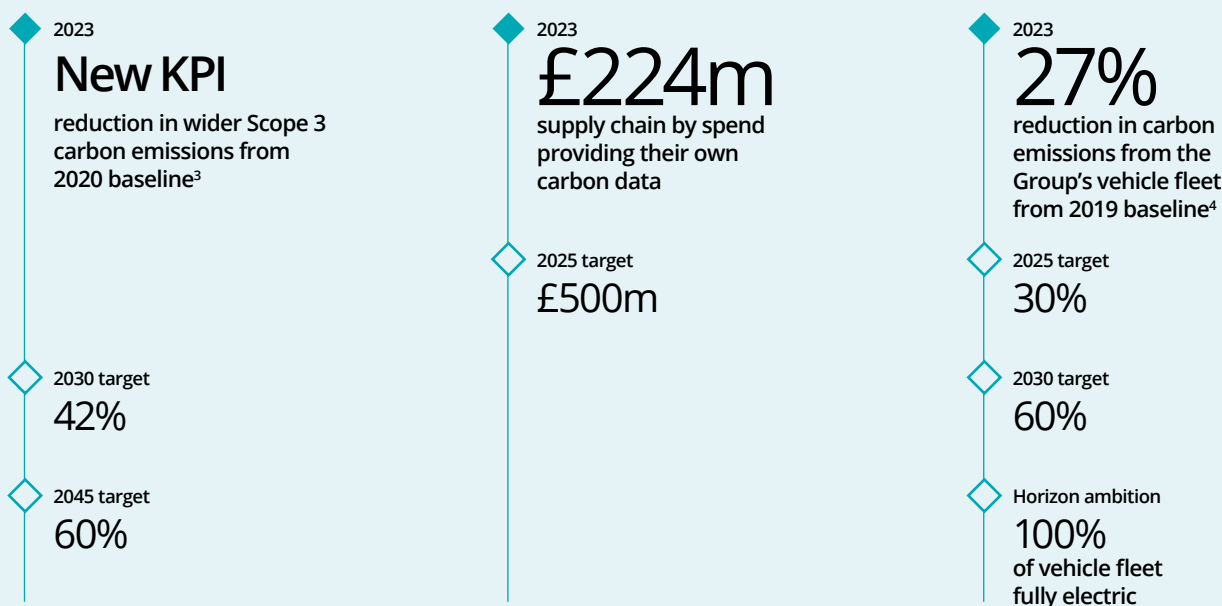 2023
New KPI
reduction in wider Scope 3
carbon emissions from
2020 baseline³
2030 target
42%
2045 target
60%
2023
£224m
supply chain by spend
providing their own
carbon data
2025 target
£500m
2023
27%
reduction in carbon
emissions from the
Group’s vehicle fleet
from 2019 baseline⁴
2025 target
30%
2030 target
60%
Horizon ambition
100%
of vehicle fleet
fully electric